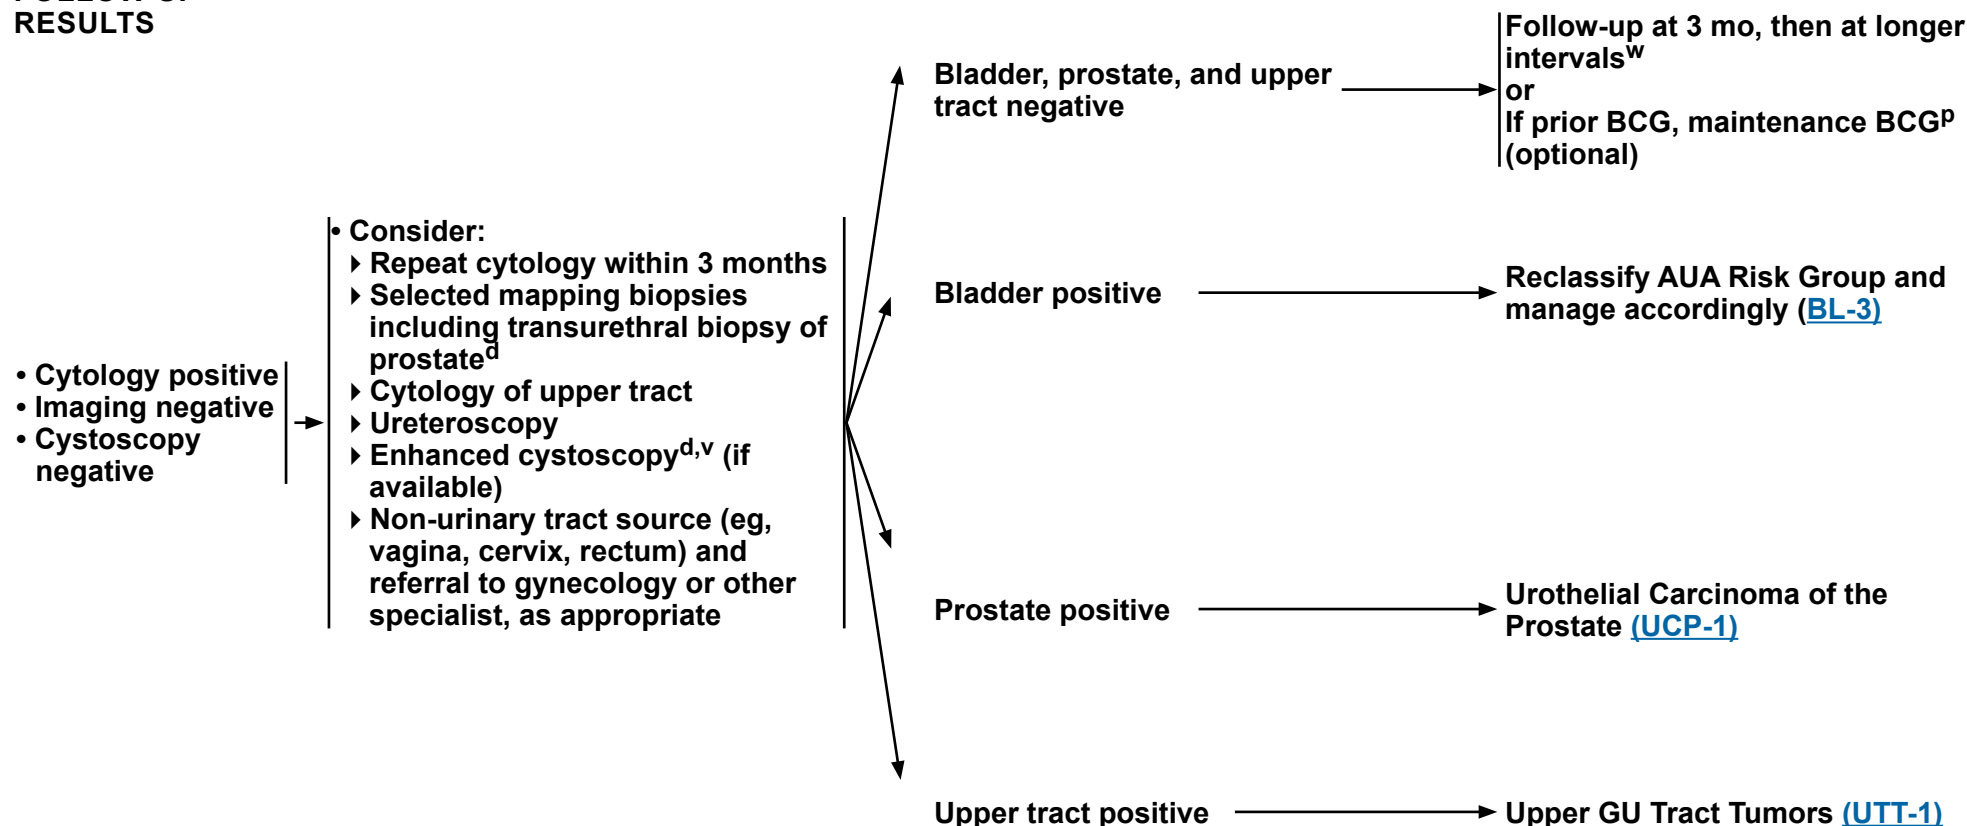 RESULTS
• Cytology positive
• Imaging negative
• Cystoscopy
negative
• Consider:
▸ Repeat cytology within 3 months
▸ Selected mapping biopsies
including transurethral biopsy of
prostated
▸ Cytology of upper tract
▸ Ureteroscopy
▸ Enhanced cystoscopyd,v (if
available)
▸ Non-urinary tract source (eg,
vagina, cervix, rectum) and
referral to gynecology or other
specialist, as appropriate
Bladder, prostate, and upper
tract negative
Follow-up at 3 mo, then at longer
intervalsw
or
If prior BCG, maintenance BCGp
(optional)
Bladder positive
Reclassify AUA Risk Group and
manage accordingly (BL-3)
Prostate positive
Urothelial Carcinoma of the
Prostate (UCP-1)
Upper tract positive
Upper GU Tract Tumors (UTT-1)